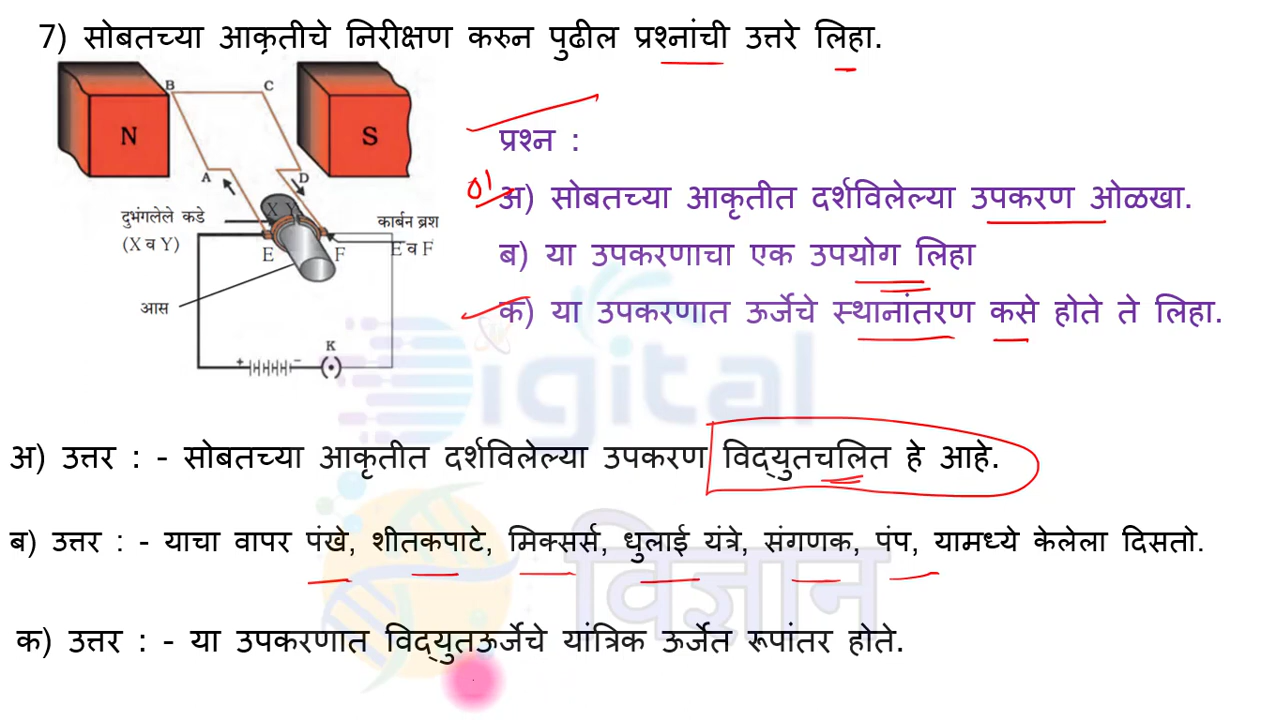 7) सोबतच्या आकृतीचे निरीक्षण करुन पुढील प्रश्नांची उत्तरे लिहा.
B
C
N
S
A
D
दुभंगलेले कडे
(X व Y)
X Y
कार्बन ब्रश
E व F
E
F
आस
K
+
−
प्रश्न :
अ) सोबतच्या आकृतीत दर्शविलेल्या उपकरण ओळखा.
ब) या उपकरणाचा एक उपयोग लिहा
क) या उपकरणात ऊर्जेचे स्थानांतरण कसे होते ते लिहा.
igital
विज्ञान
अ) उत्तर : - सोबतच्या आकृतीत दर्शविलेल्या उपकरण विद्युतचलित हे आहे.
ब) उत्तर : - याचा वापर पंखे, शीतकपाटे, मिक्सर्स, धुलाई यंत्रे, संगणक, पंप, यामध्ये केलेला दिसतो.
क) उत्तर : - या उपकरणात विद्युतऊर्जेचे यांत्रिक ऊर्जेत रूपांतर होते.